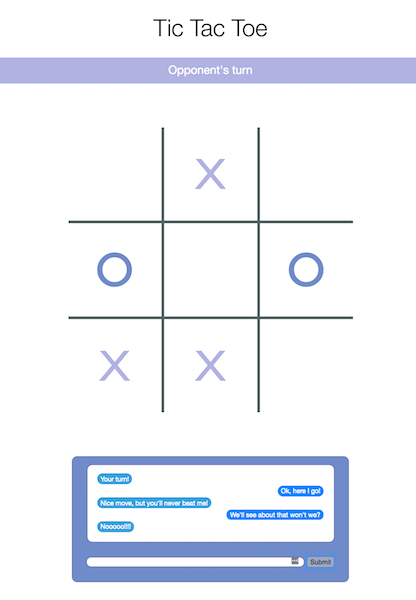 Tic Tac Toe
Opponent's turn
X
O O
X X
Your turn!
Ok, here I go!
Nice move, but you'll never beat me!
We'll see about that won't we?
Nooooo!!!!
Submit